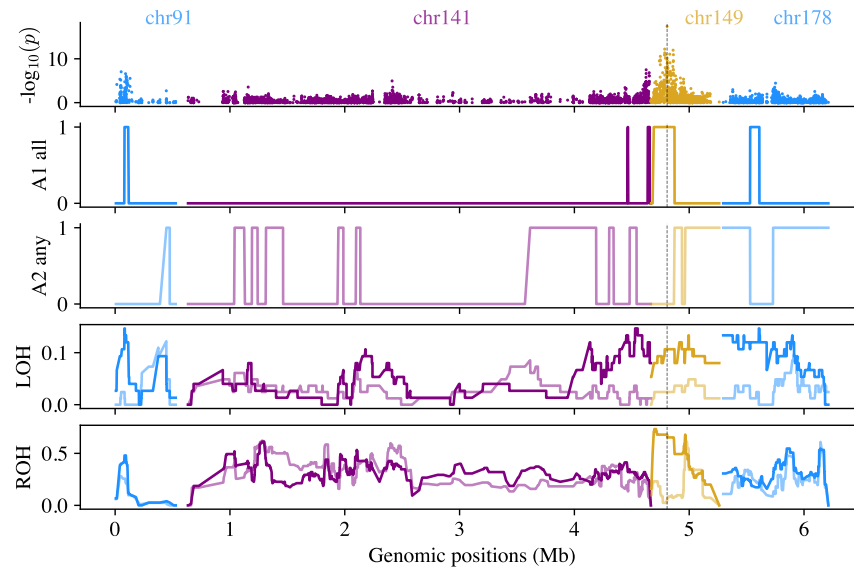 chr91 chr141 chr149 chr178
-log₁₀(p)
10
0
A1 all
1
0
A2 any
1
0
LOH
0.1
0.0
ROH
0.5
0.0
0 1 2 3 4 5 6
Genomic positions (Mb)